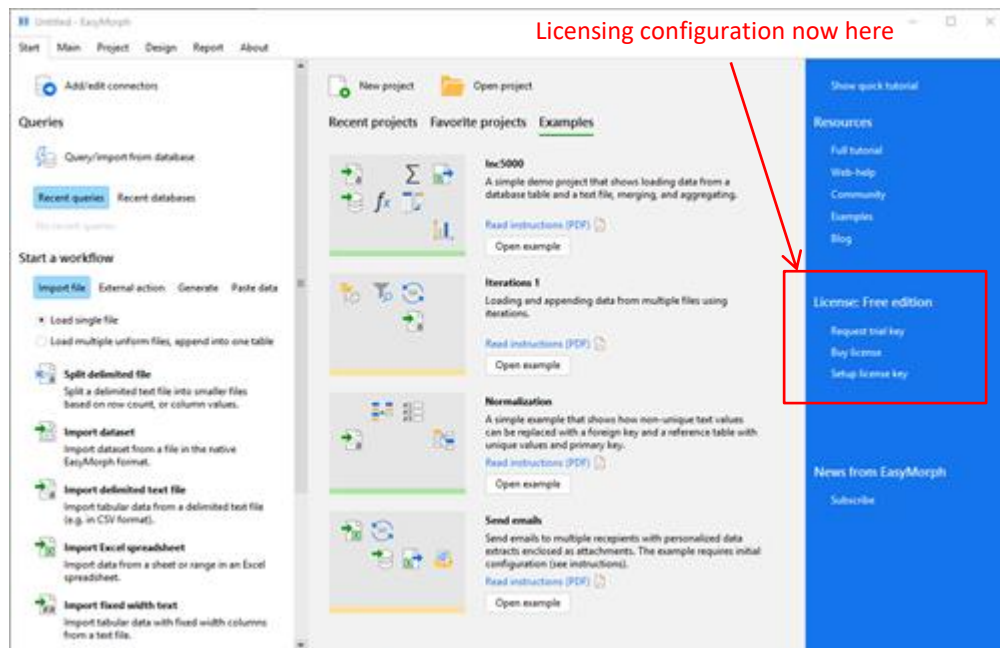 Untitled - EasyMorph
Licensing configuration now here
Start Main Project Design Report About
Add/edit connectors
Queries
Query/import from database
Recent queries Recent databases
No recent queries
Start a workflow
Import file External action Generate Paste data
Load single file
Load multiple uniform files, append into one table
Split delimited file
Split a delimited text file into smaller files
based on row count, or column values.
Import dataset
Import dataset from a file in the native
EasyMorph format.
Import delimited text file
Import tabular data from a delimited text file
(e.g. in CSV format).
Import Excel spreadsheet
Import data from a sheet or range in an Excel
spreadsheet.
Import fixed width text
Import tabular data with fixed width columns
from a text file.
New project Open project
Recent projects Favorite projects Examples
Inc5000
A simple demo project that shows loading data from a
database table and a text file, merging, and aggregating.
Read instructions (PDF)
Open example
Iterations 1
Loading and appending data from multiple files using
iterations.
Read instructions (PDF)
Open example
Normalization
A simple example that shows how non-unique text values
can be replaced with a foreign key and a reference table with
unique values and primary key.
Read instructions (PDF)
Open example
Send emails
Send emails to multiple recepients with personalized data
extracts enclosed as attachments. The example requires initial
configuration (see instructions).
Read instructions (PDF)
Open example
Show quick tutorial
Resources
Full tutorial
Web-help
Community
Examples
Blog
License: Free edition
Request trial key
Buy license
Setup license key
News from EasyMorph
Subscribe